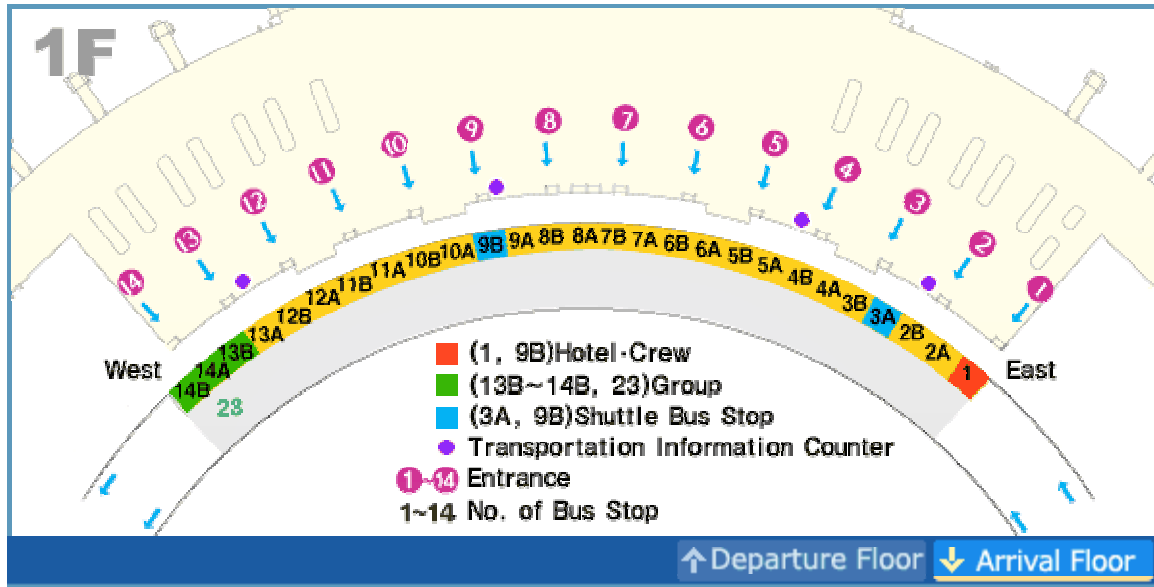 1F
14
13
12
11
10
9
8
7
6
5
4
3
2
1
14B
14A
13B
13A
12B
12A
11B
11A
10B
10A
9B
9A
8B
8A
7B
7A
6B
6A
5B
5A
4B
4A
3B
3A
2B
2A
1
West
East
23
(1, 9B)Hotel·Crew
(13B~14B, 23)Group
(3A, 9B)Shuttle Bus Stop
Transportation Information Counter
1~14 Entrance
1~14 No. of Bus Stop
Departure Floor
Arrival Floor